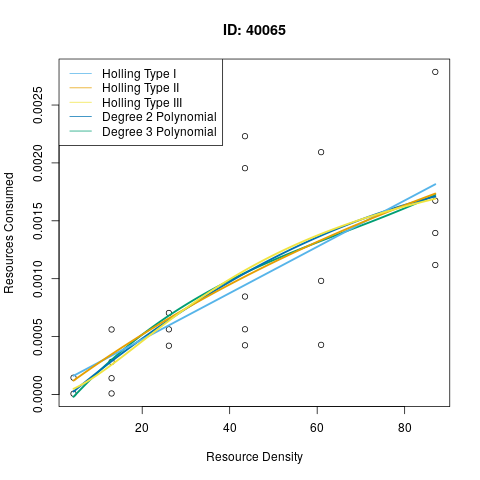 ID: 40065
Holling Type I
Holling Type II
Holling Type III
Degree 2 Polynomial
Degree 3 Polynomial
Resources Consumed
0.0025
0.0020
0.0015
0.0010
0.0005
0.0000
20 40 60 80
Resource Density